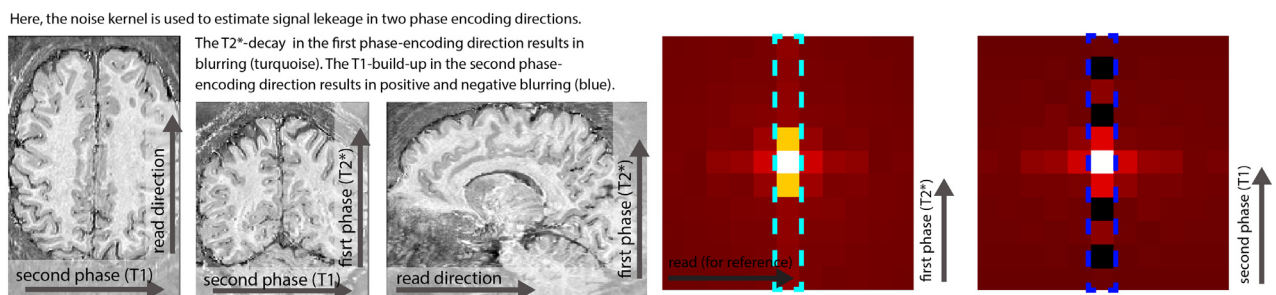 Here, the noise kernel is used to estimate signal lekeage in two phase encoding directions.
The T2*-decay in the first phase-encoding direction results in
blurring (turquoise). The T1-build-up in the second phase-
encoding direction results in positive and negative blurring (blue).
read direction
second phase (T1)
hsrt phase (T2*)
second phase (T1)
first phase (T2*)
read direction
read (for reference)
first phase (T2*)
second phase (T1)